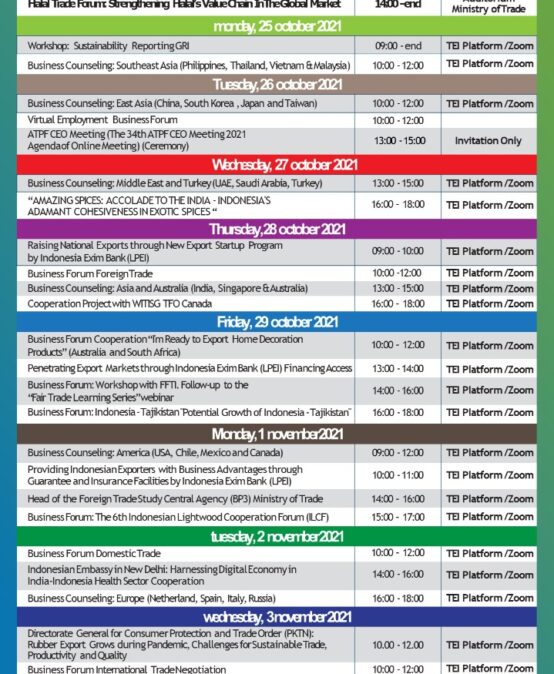 Halal Trade Forum: Strengthening Halal's Value Chain In The Global Market 14:00 -end
Ministry of Trade
monday, 25 october 2021
Workshop: Sustainability Reporting GRI 09:00 - end TEI Platform /Zoom
Business Counseling: Southeast Asia (Philippines, Thailand, Vietnam & Malaysia) 10:00 - 12:00 TEI Platform /Zoom
Tuesday, 26 october 2021
Business Counseling: East Asia (China, South Korea , Japan and Taiwan) 10:00 - 12:00 TEI Platform /Zoom
Virtual Employment Business Forum 10:00 - 12:00
ATPF CEO Meeting (The 34th ATPF CEO Meeting 2021
Agenda of Online Meeting) (Ceremony) 13:00 - 15:00 Invitation Only
Wednesday, 27 october 2021
Business Counseling: Middle East and Turkey (UAE, Saudi Arabia, Turkey) 13:00 - 15:00 TEI Platform /Zoom
"AMAZING SPICES: ACCOLADE TO THE INDIA - INDONESIA'S
ADAMANT COHESIVENESS IN EXOTIC SPICES " 16:00 - 18:00 TEI Platform /Zoom
Thursday, 28 october 2021
Raising National Exports through New Export Startup Program
by Indonesia Exim Bank (LPEI) 09:00 - 10:00 TEI Platform /Zoom
Business Forum Foreign Trade 10:00 -12:00 TEI Platform /Zoom
Business Counseling: Asia and Australia (India, Singapore & Australia) 13:00 - 15:00 TEI Platform /Zoom
Cooperation Project with WITISG TFO Canada 16:00 - 18:00 TEI Platform /Zoom
Friday, 29 october 2021
Business Forum Cooperation "I'm Ready to Export Home Decoration
Products" (Australia and South Africa) 10:00 - 12:00 TEI Platform /Zoom
Penetrating Export Markets through Indonesia Exim Bank (LPEI) Financing Access 13:00 - 14:00 TEI Platform /Zoom
Business Forum: Workshop with FFTI. Follow-up to the
"Fair Trade Learning Series" webinar 14:00 - 16:00 TEI Platform /Zoom
Business Forum: Indonesia - Tajikistan "Potential Growth of Indonesia - Tajikistan" 16:00 - 18:00 TEI Platform /Zoom
Monday, 1 november 2021
Business Counseling: America (USA, Chile, Mexico and Canada) 09:00 - 12:00 TEI Platform /Zoom
Providing Indonesian Exporters with Business Advantages through
Guarantee and Insurance Facilities by Indonesia Exim Bank (LPEI) 10:00 - 11:00 TEI Platform /Zoom
Head of the Foreign Trade Study Central Agency (BP3) Ministry of Trade 14:00 - 16:00 TEI Platform /Zoom
Business Forum: The 6th Indonesian Lightwood Cooperation Forum (ILCF) 15:00 - 17:00 TEI Platform /Zoom
tuesday, 2 november 2021
Business Forum Domestic Trade 10:00 - 12:00 TEI Platform /Zoom
Indonesian Embassy in New Delhi: Harnessing Digital Economy in
India-Indonesia Health Sector Cooperation 14:00 - 16:00 TEI Platform /Zoom
Business Counseling: Europe (Netherland, Spain, Italy, Russia) 16:00 - 18:00 TEI Platform /Zoom
wednesday, 3 november 2021
Directorate General for Consumer Protection and Trade Order (PKTN):
Rubber Export Grows during Pandemic, Challenges for Sustainable Trade,
Productivity and Quality 10.00 - 12.00 TEI Platform /Zoom
Business Forum International Trade Negotiation 10:00 - 12:00 TEI Platform /Zoom